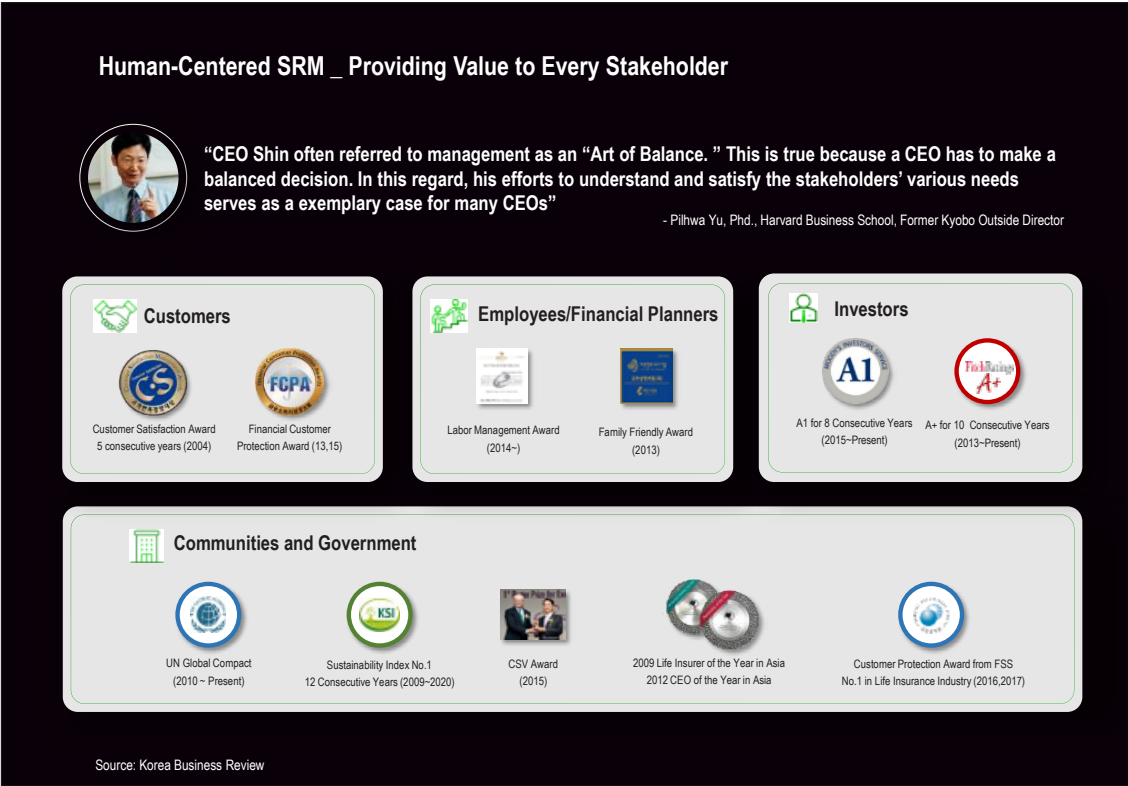 Human-Centered SRM _ Providing Value to Every Stakeholder
“CEO Shin often referred to management as an “Art of Balance. ” This is true because a CEO has to make a
balanced decision. In this regard, his efforts to understand and satisfy the stakeholders’ various needs
serves as a exemplary case for many CEOs”
- Pilhwa Yu, Phd., Harvard Business School, Former Kyobo Outside Director
Customers
CS
FCPA
Customer Satisfaction Award
5 consecutive years (2004)
Financial Customer
Protection Award (13,15)
Employees/Financial Planners
Labor Management Award
(2014~)
Family Friendly Award
(2013)
Investors
MOODY'S INVESTORS SERVICE
A1
FitchRatings
A+
A1 for 8 Consecutive Years
(2015~Present)
A+ for 10 Consecutive Years
(2013~Present)
Communities and Government
KSI
UN Global Compact
(2010 ~ Present)
Sustainability Index No.1
12 Consecutive Years (2009~2020)
CSV Award
(2015)
2009 Life Insurer of the Year in Asia
2012 CEO of the Year in Asia
Customer Protection Award from FSS
No.1 in Life Insurance Industry (2016,2017)
Source: Korea Business Review